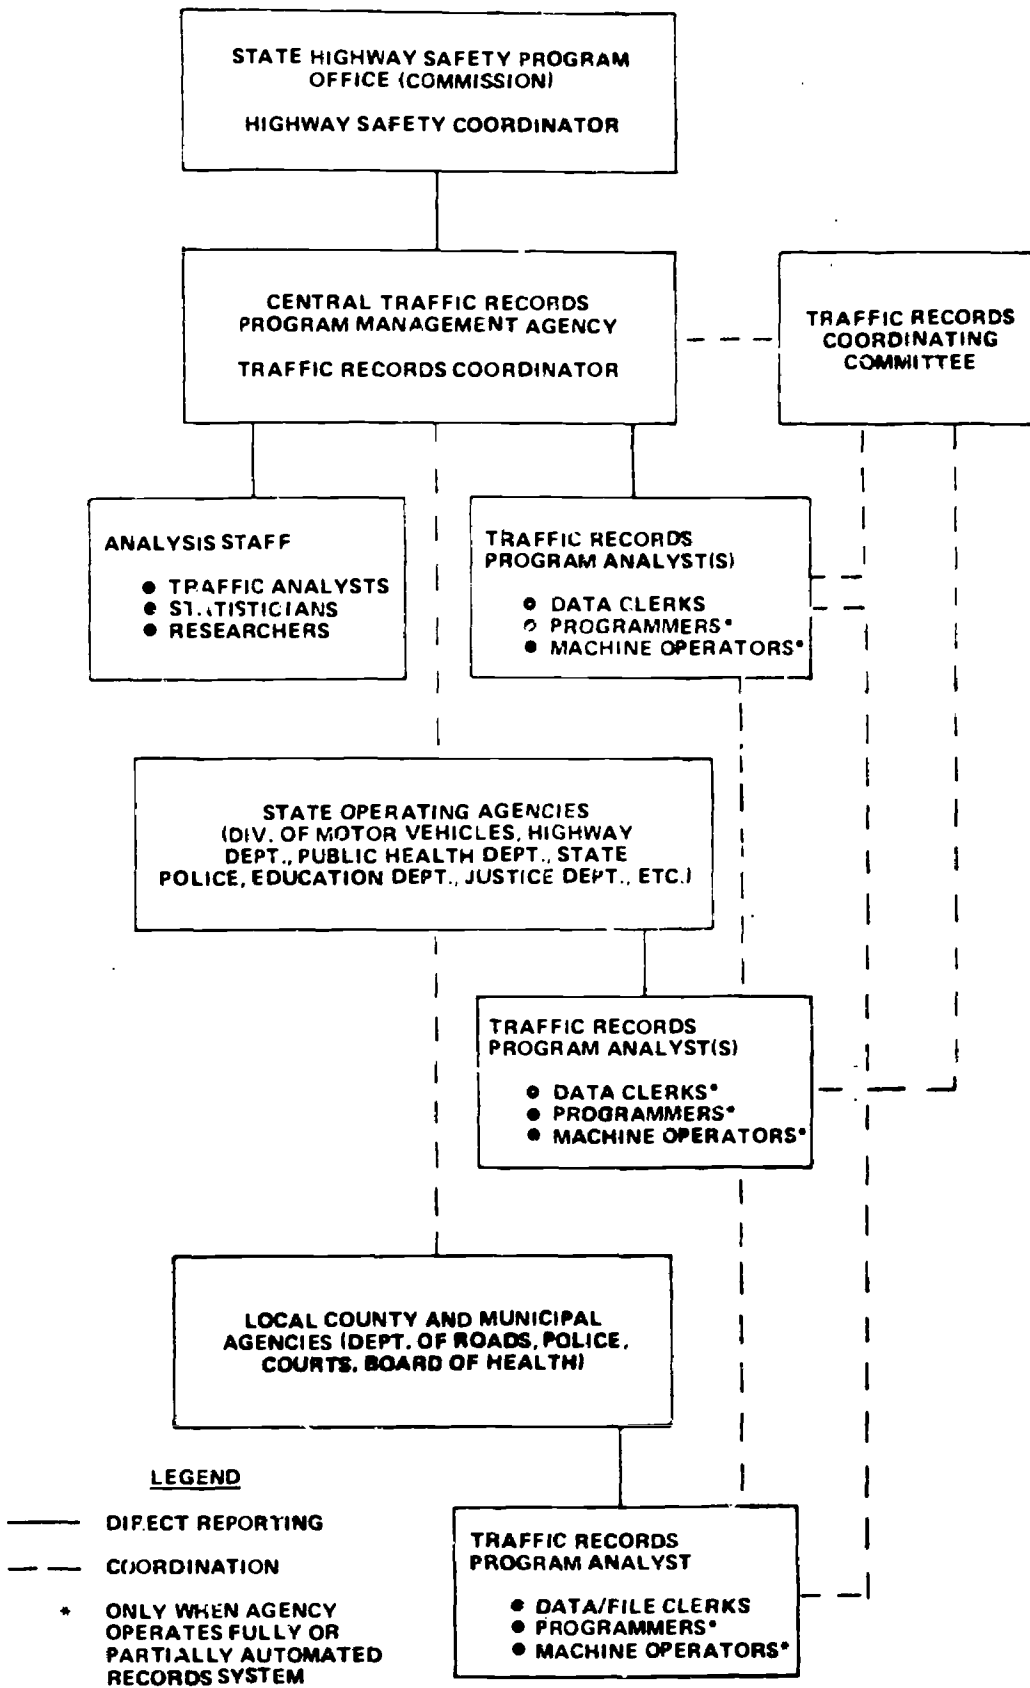 STATE HIGHWAY SAFETY PROGRAM
OFFICE (COMMISSION)
HIGHWAY SAFETY COORDINATOR
CENTRAL TRAFFIC RECORDS
PROGRAM MANAGEMENT AGENCY
TRAFFIC RECORDS COORDINATOR
TRAFFIC RECORDS
COORDINATING
COMMITTEE
ANALYSIS STAFF
● TRAFFIC ANALYSTS
● STATISTICIANS
● RESEARCHERS
TRAFFIC RECORDS
PROGRAM ANALYST(S)
● DATA CLERKS
● PROGRAMMERS*
● MACHINE OPERATORS*
STATE OPERATING AGENCIES
(DIV. OF MOTOR VEHICLES, HIGHWAY
DEPT., PUBLIC HEALTH DEPT., STATE
POLICE, EDUCATION DEPT., JUSTICE DEPT., ETC.)
TRAFFIC RECORDS
PROGRAM ANALYST(S)
● DATA CLERKS*
● PROGRAMMERS*
● MACHINE OPERATORS*
LOCAL COUNTY AND MUNICIPAL
AGENCIES (DEPT. OF ROADS, POLICE,
COURTS, BOARD OF HEALTH)
TRAFFIC RECORDS
PROGRAM ANALYST
● DATA/FILE CLERKS
● PROGRAMMERS*
● MACHINE OPERATORS*
LEGEND
DIRECT REPORTING
COORDINATION
* ONLY WHEN AGENCY
OPERATES FULLY OR
PARTIALLY AUTOMATED
RECORDS SYSTEM